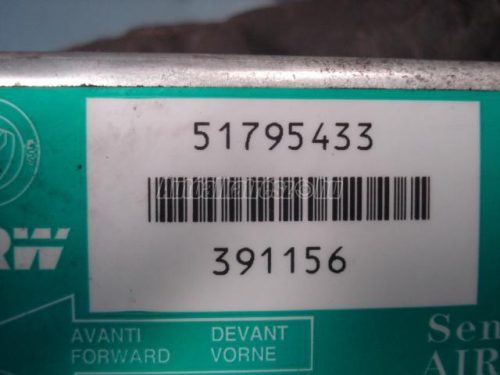 51795433
391156
RW
AVANTI DEVANT
FORWARD VORNE
Sen
AIR